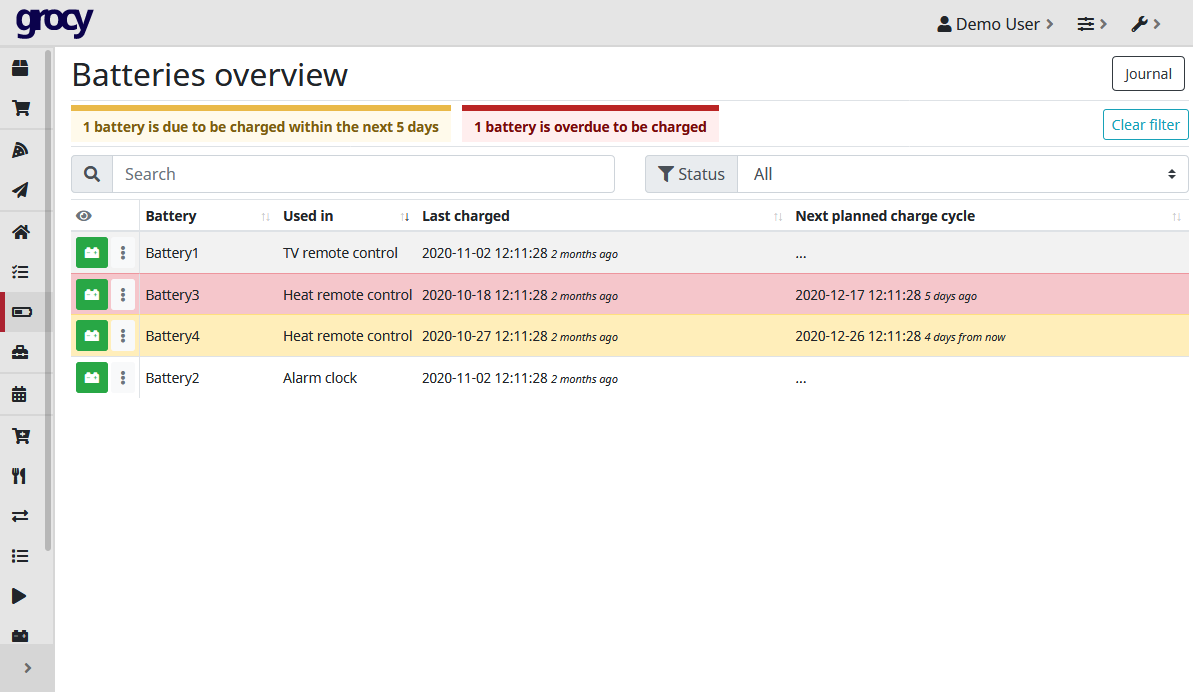 grocy
Demo User
Batteries overview
Journal
1 battery is due to be charged within the next 5 days
1 battery is overdue to be charged
Clear filter
Search
Status
All
Battery Used in Last charged Next planned charge cycle
Battery1 TV remote control 2020-11-02 12:11:28 2 months ago ...
Battery3 Heat remote control 2020-10-18 12:11:28 2 months ago 2020-12-17 12:11:28 5 days ago
Battery4 Heat remote control 2020-10-27 12:11:28 2 months ago 2020-12-26 12:11:28 4 days from now
Battery2 Alarm clock 2020-11-02 12:11:28 2 months ago ...